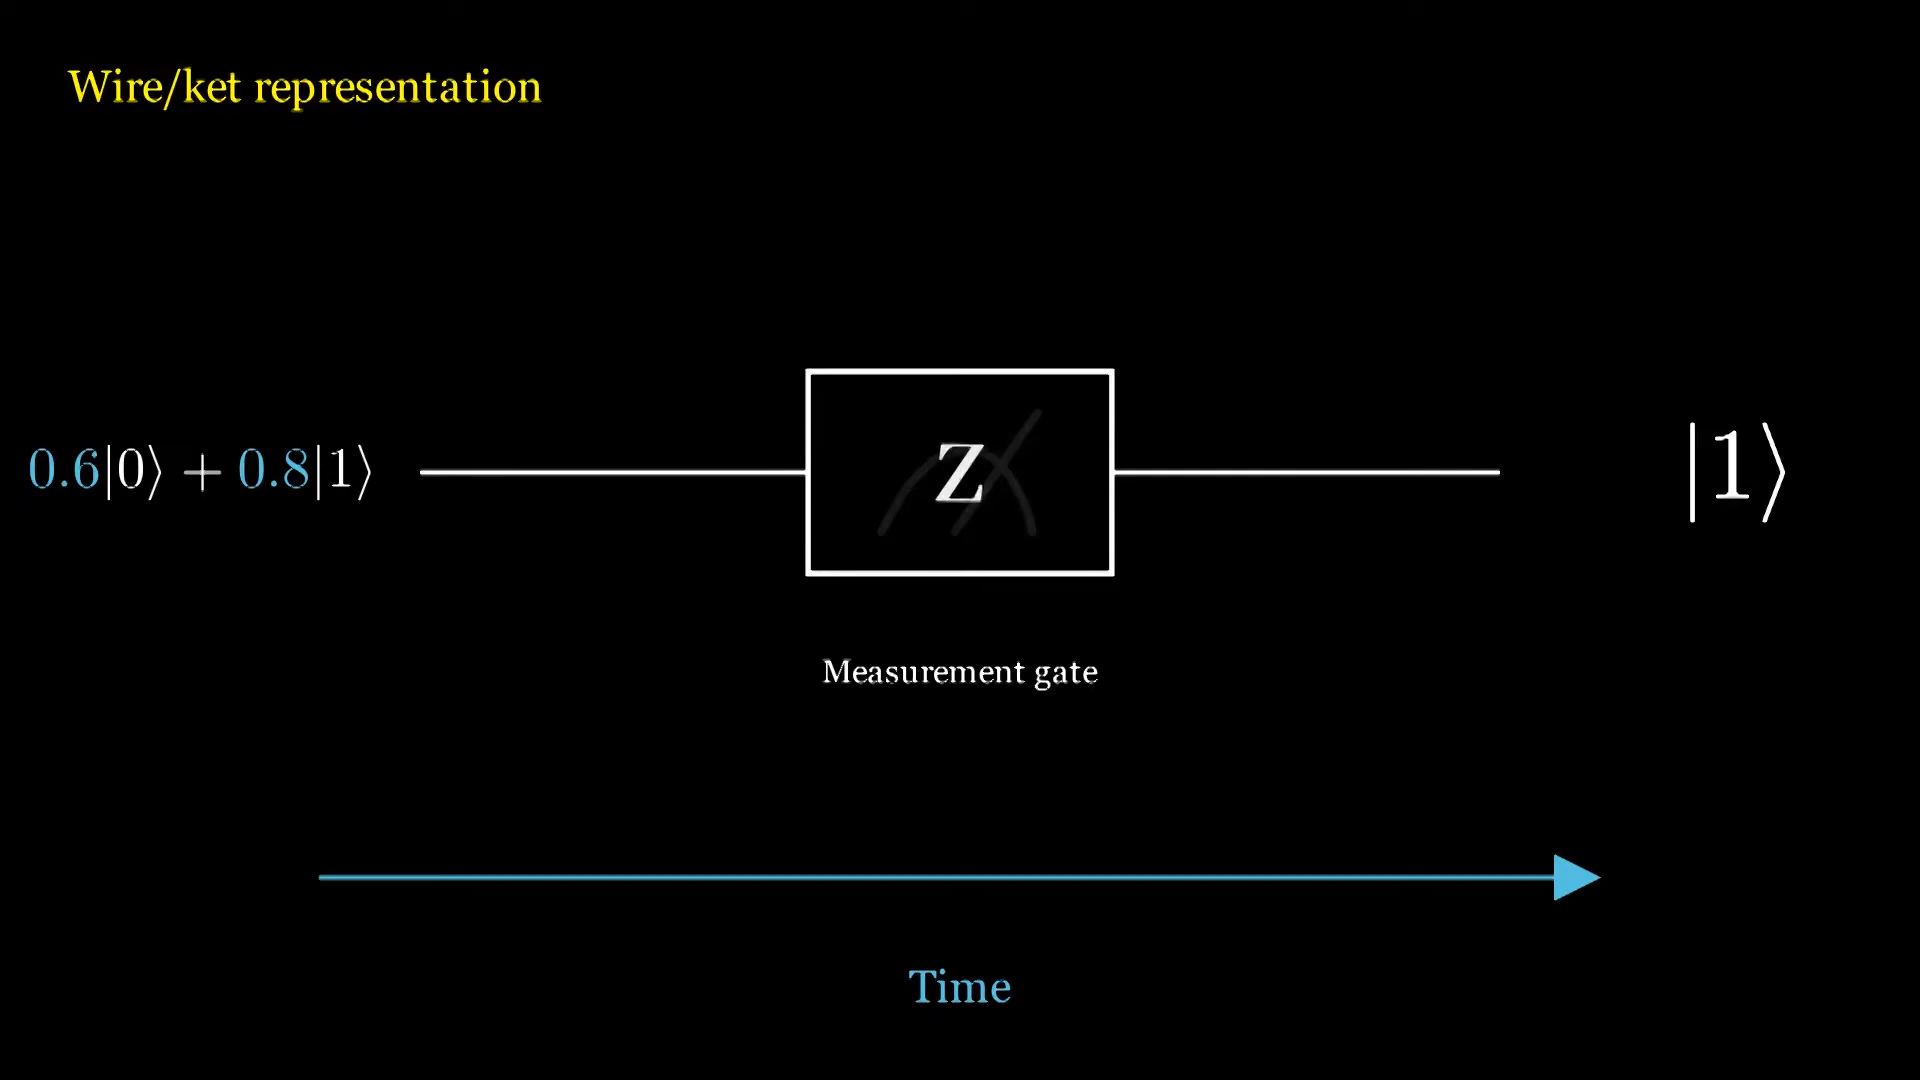 Wire/ket representation
0.6|0⟩ + 0.8|1⟩
Z
|1⟩
Measurement gate
Time